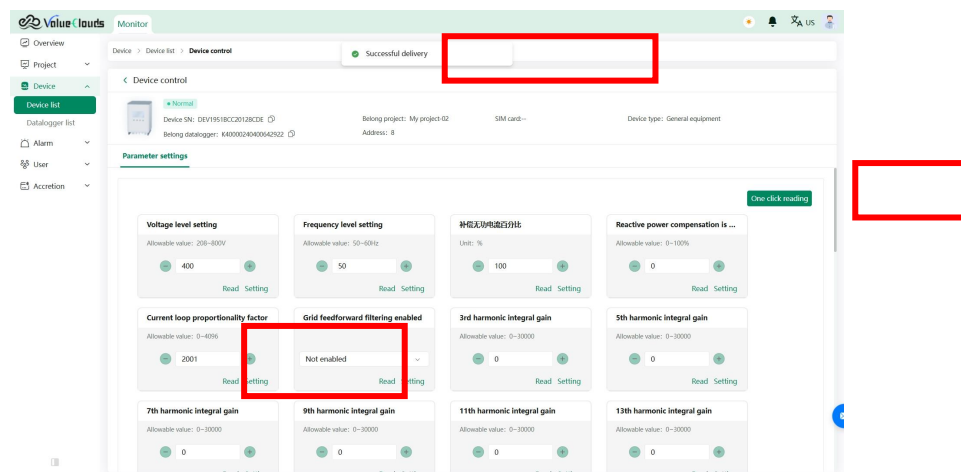 ValueClouds
Monitor
US
Overview
Project
Device
Device list
Datalogger list
Alarm
User
Accretion
Device > Device list > Device control
Successful delivery
Device control
Normal
Device SN: DEV1951BCC20128CDE
Belong project: My project-02
SIM card:--
Device type: General equipment
Belong datalogger: K40000240400642922
Address: 8
Parameter settings
One click reading
Voltage level setting
Allowable value: 208~800V
400
Read Setting
Frequency level setting
Allowable value: 50~60Hz
50
Read Setting
补偿无功电流百分比
Unit: %
100
Read Setting
Reactive power compensation is ...
Allowable value: 0~100%
0
Read Setting
Current loop proportionality factor
Allowable value: 0~4096
2001
Read Setting
Grid feedforward filtering enabled
Not enabled
Read Setting
3rd harmonic integral gain
Allowable value: 0~30000
0
Read Setting
5th harmonic integral gain
Allowable value: 0~30000
0
Read Setting
7th harmonic integral gain
Allowable value: 0~30000
0
9th harmonic integral gain
Allowable value: 0~30000
0
11th harmonic integral gain
Allowable value: 0~30000
0
13th harmonic integral gain
Allowable value: 0~30000
0